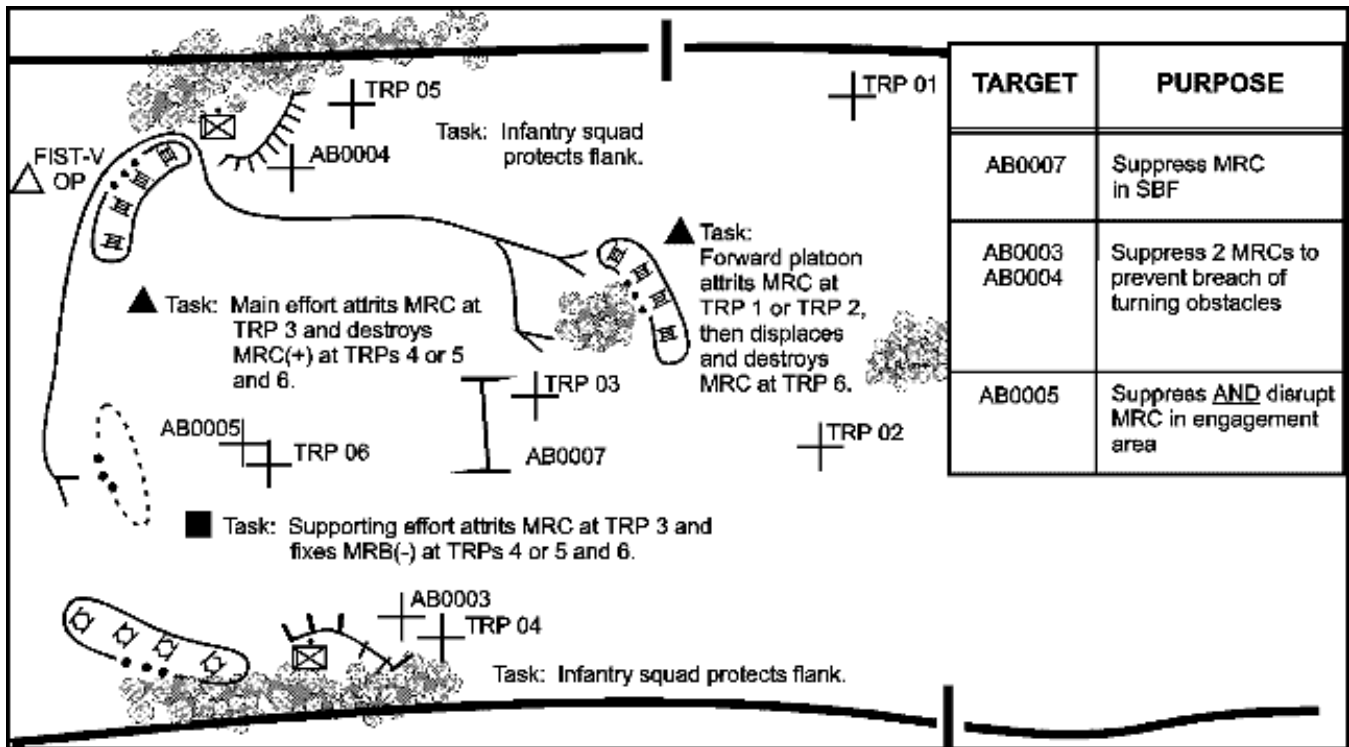 TRP 05
TRP 01
Task: Infantry squad
protects flank.
AB0004
FIST-V
OP
Task:
Forward platoon
attrits MRC at
TRP 1 or TRP 2,
then displaces
and destroys
MRC at TRP 6.
Task: Main effort attrits MRC at
TRP 3 and destroys
MRC(+) at TRPs 4 or 5
and 6.
TRP 03
AB0005
TRP 06
AB0007
TRP 02
Task: Supporting effort attrits MRC at TRP 3 and
fixes MRB(-) at TRPs 4 or 5 and 6.
AB0003
TRP 04
Task: Infantry squad protects flank.
TARGET PURPOSE
AB0007 Suppress MRC
in SBF
AB0003 Suppress 2 MRCs to
AB0004 prevent breach of
turning obstacles
AB0005 Suppress AND disrupt
MRC in engagement
area